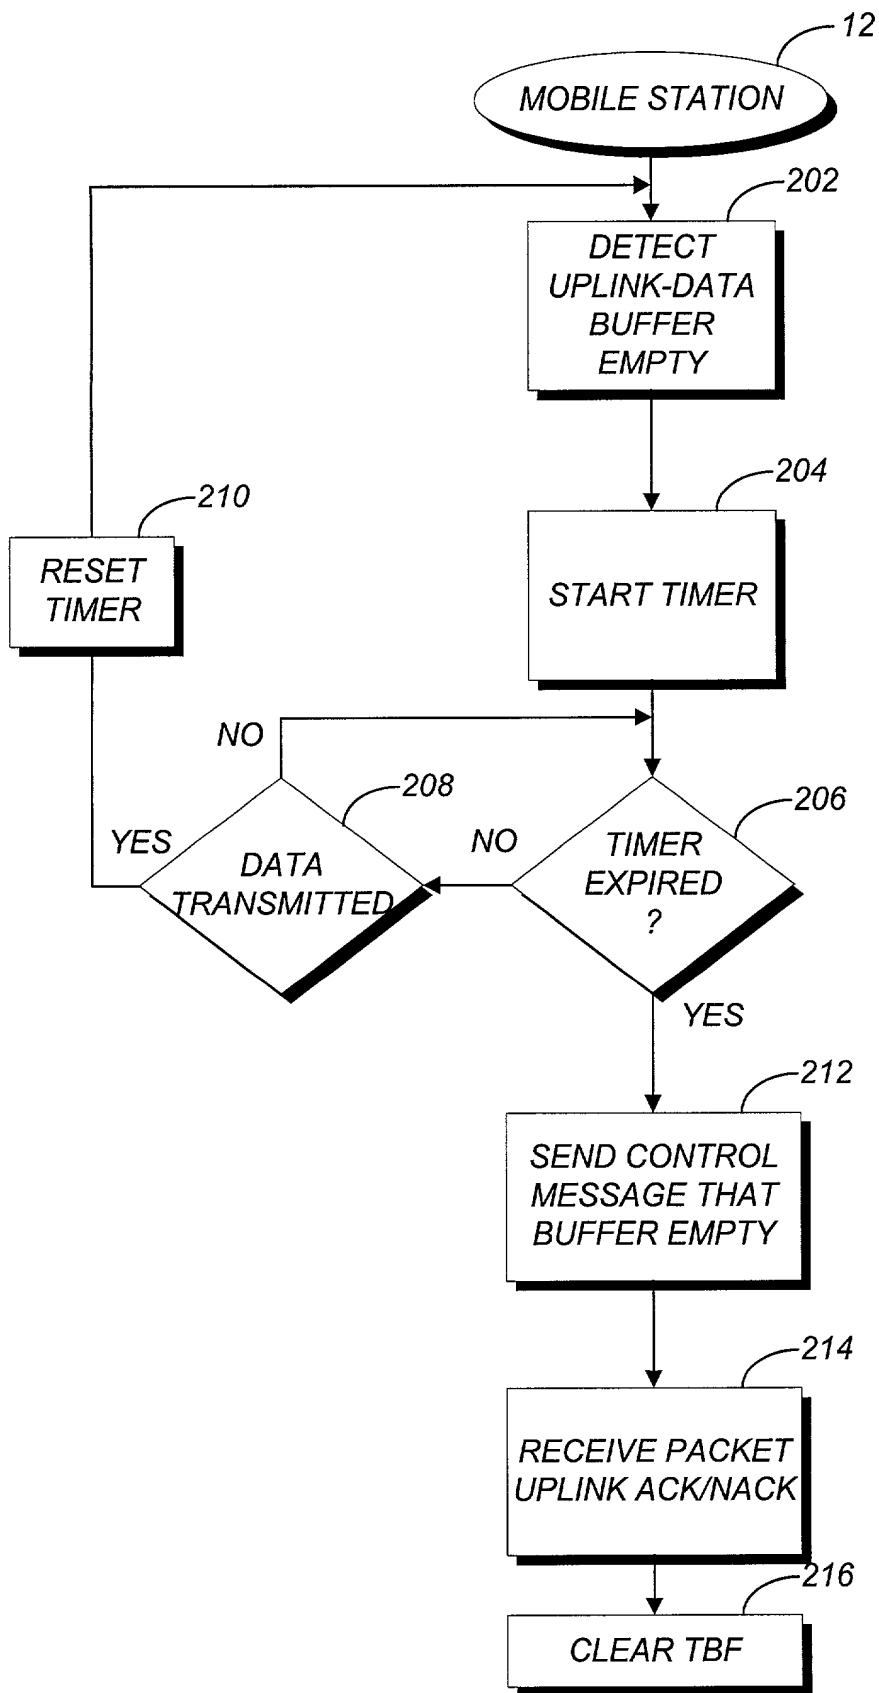 12
MOBILE STATION
202
DETECT
UPLINK-DATA
BUFFER
EMPTY
204
START TIMER
210
RESET
TIMER
NO
208
YES
DATA
TRANSMITTED
NO
206
TIMER
EXPIRED
?
YES
212
SEND CONTROL
MESSAGE THAT
BUFFER EMPTY
214
RECEIVE PACKET
UPLINK ACK/NACK
216
CLEAR TBF